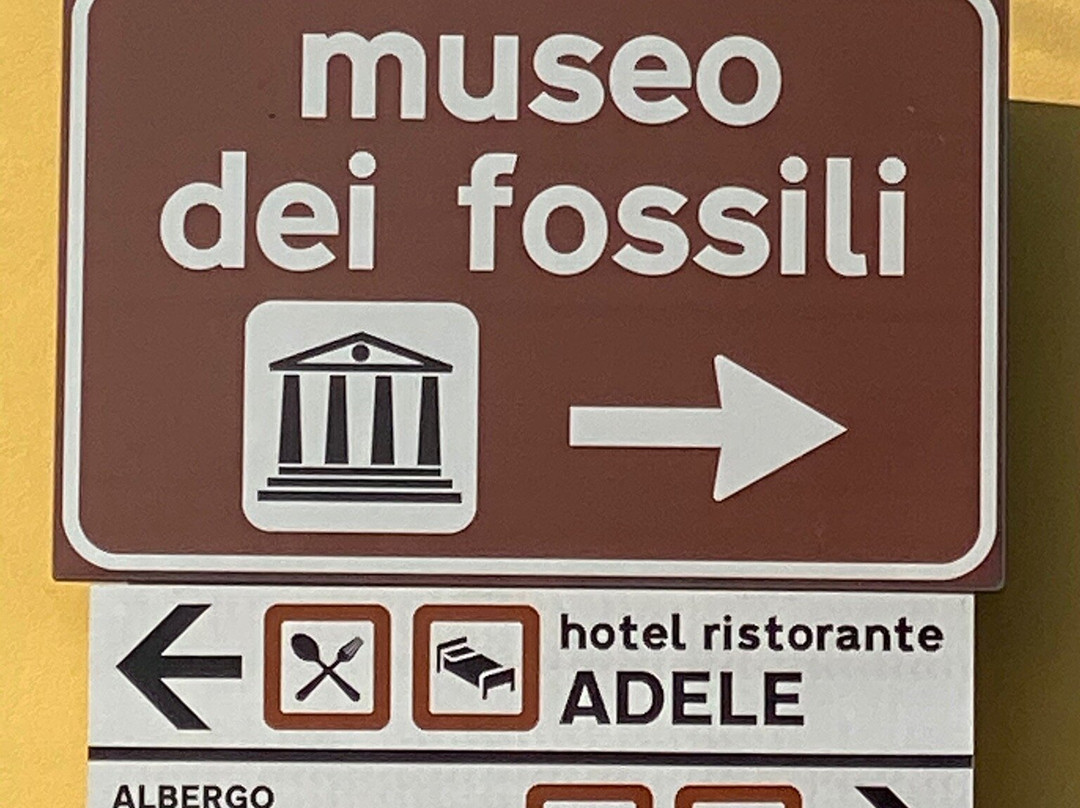 museo
dei fossili
hotel ristorante
ADELE
ALBERGO